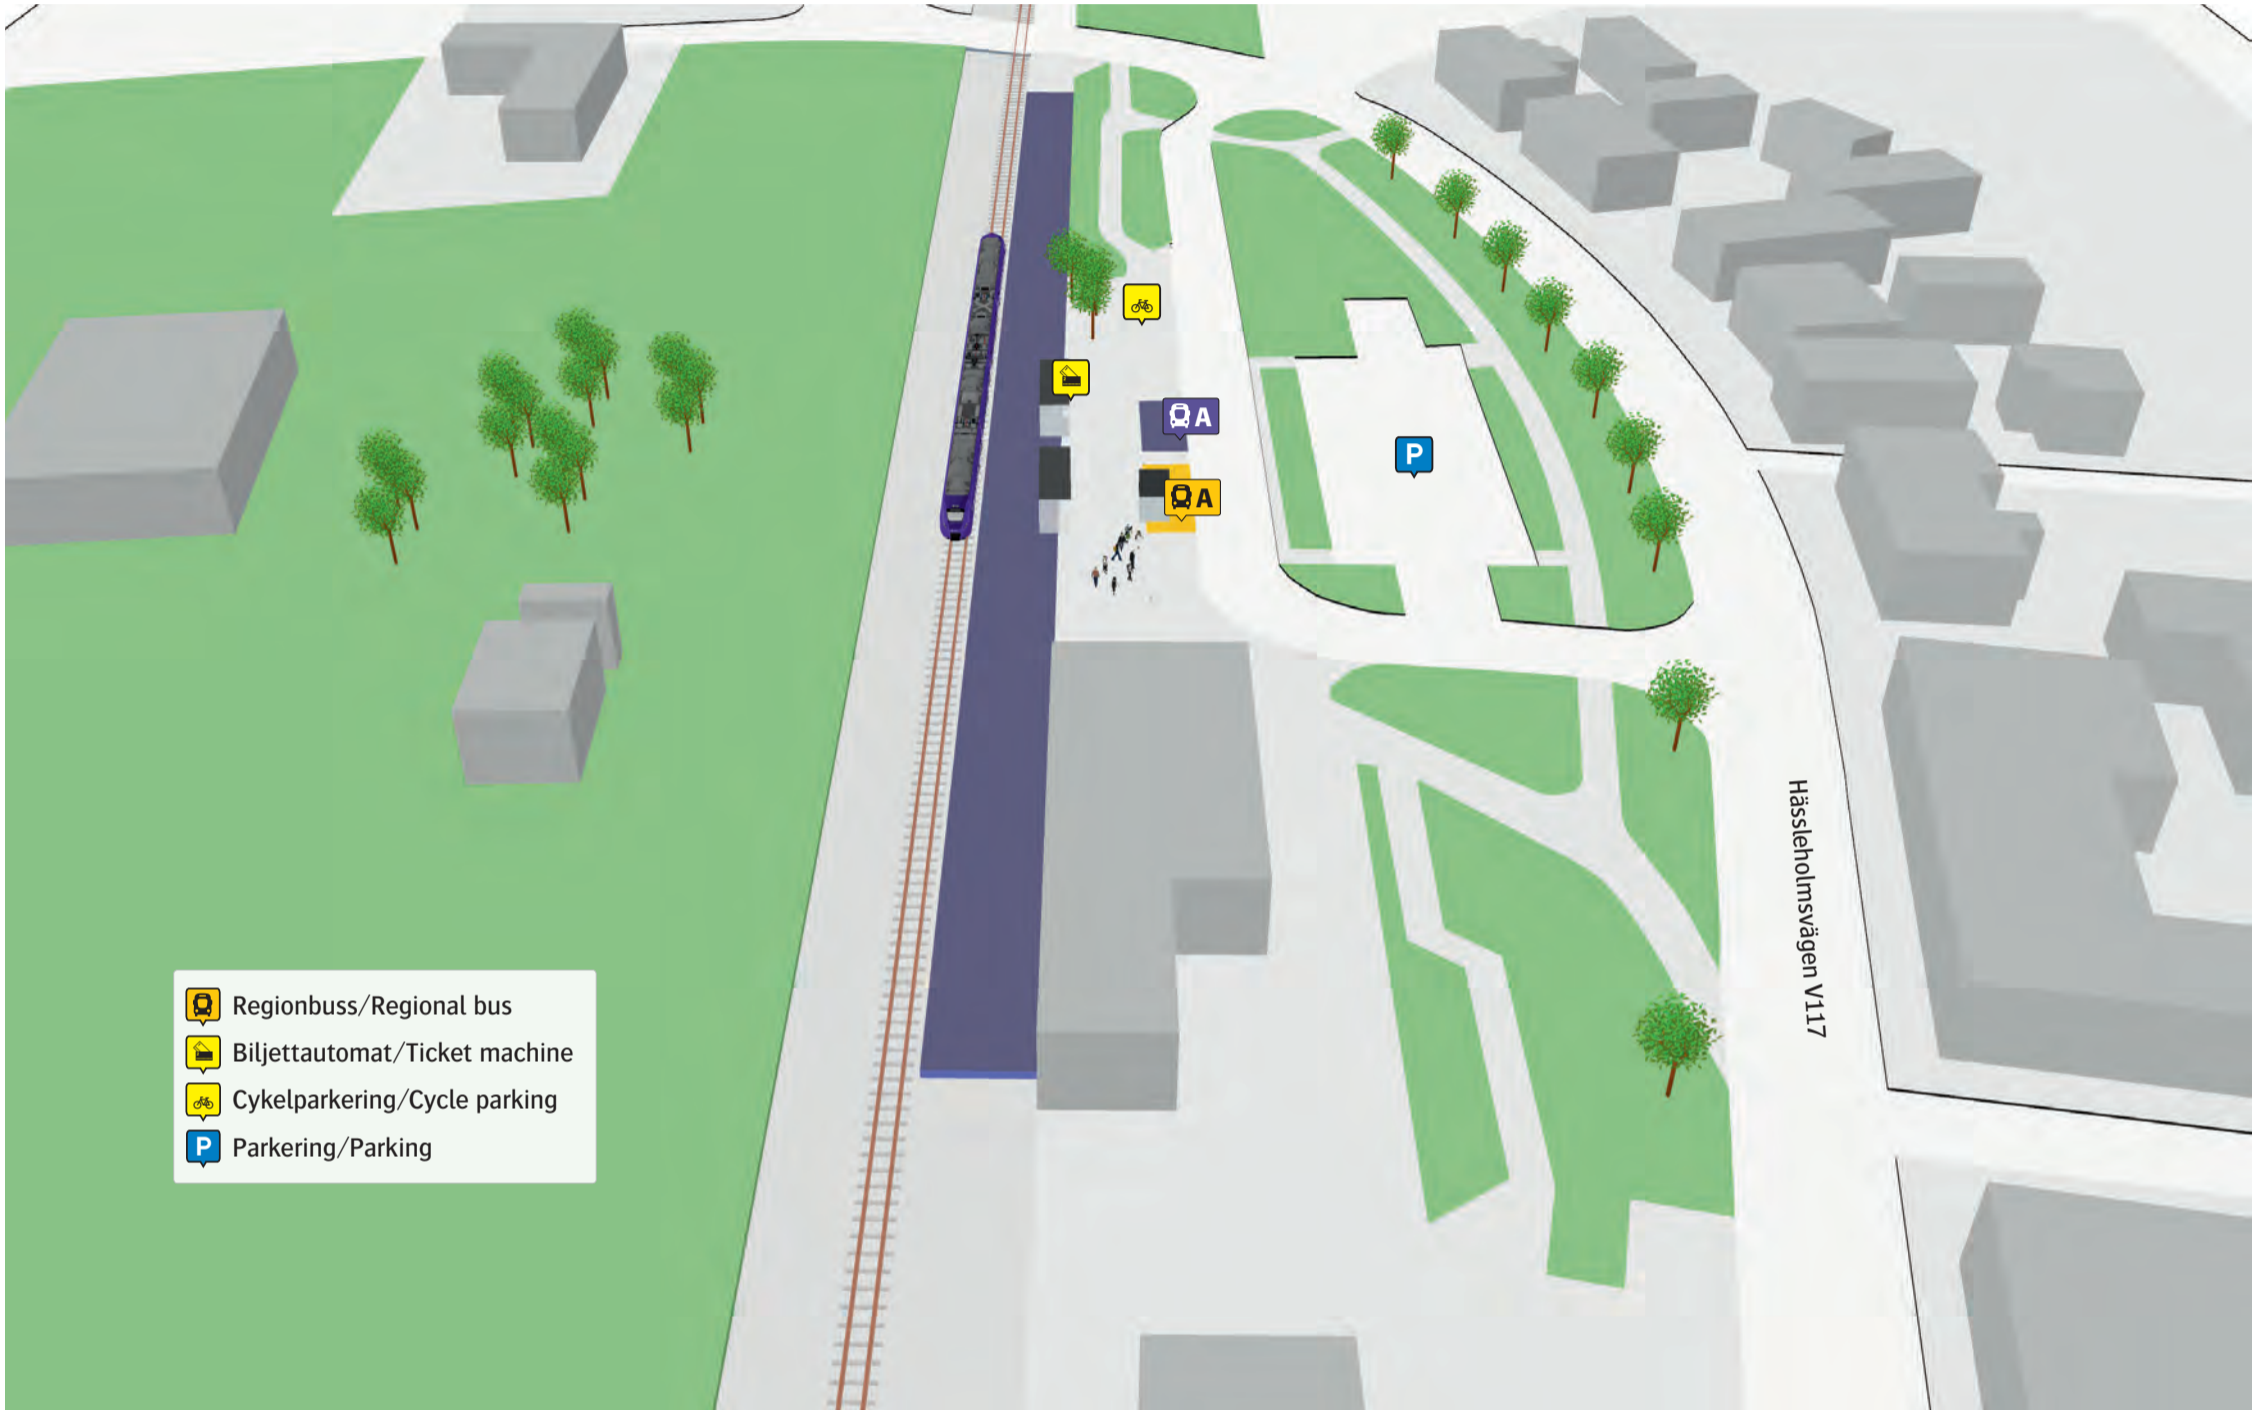 A
P
A
Hässleholmsvägen V117
Regionbuss/Regional bus
Biljettautomat/Ticket machine
Cykelparkering/Cycle parking
P Parkering/Parking